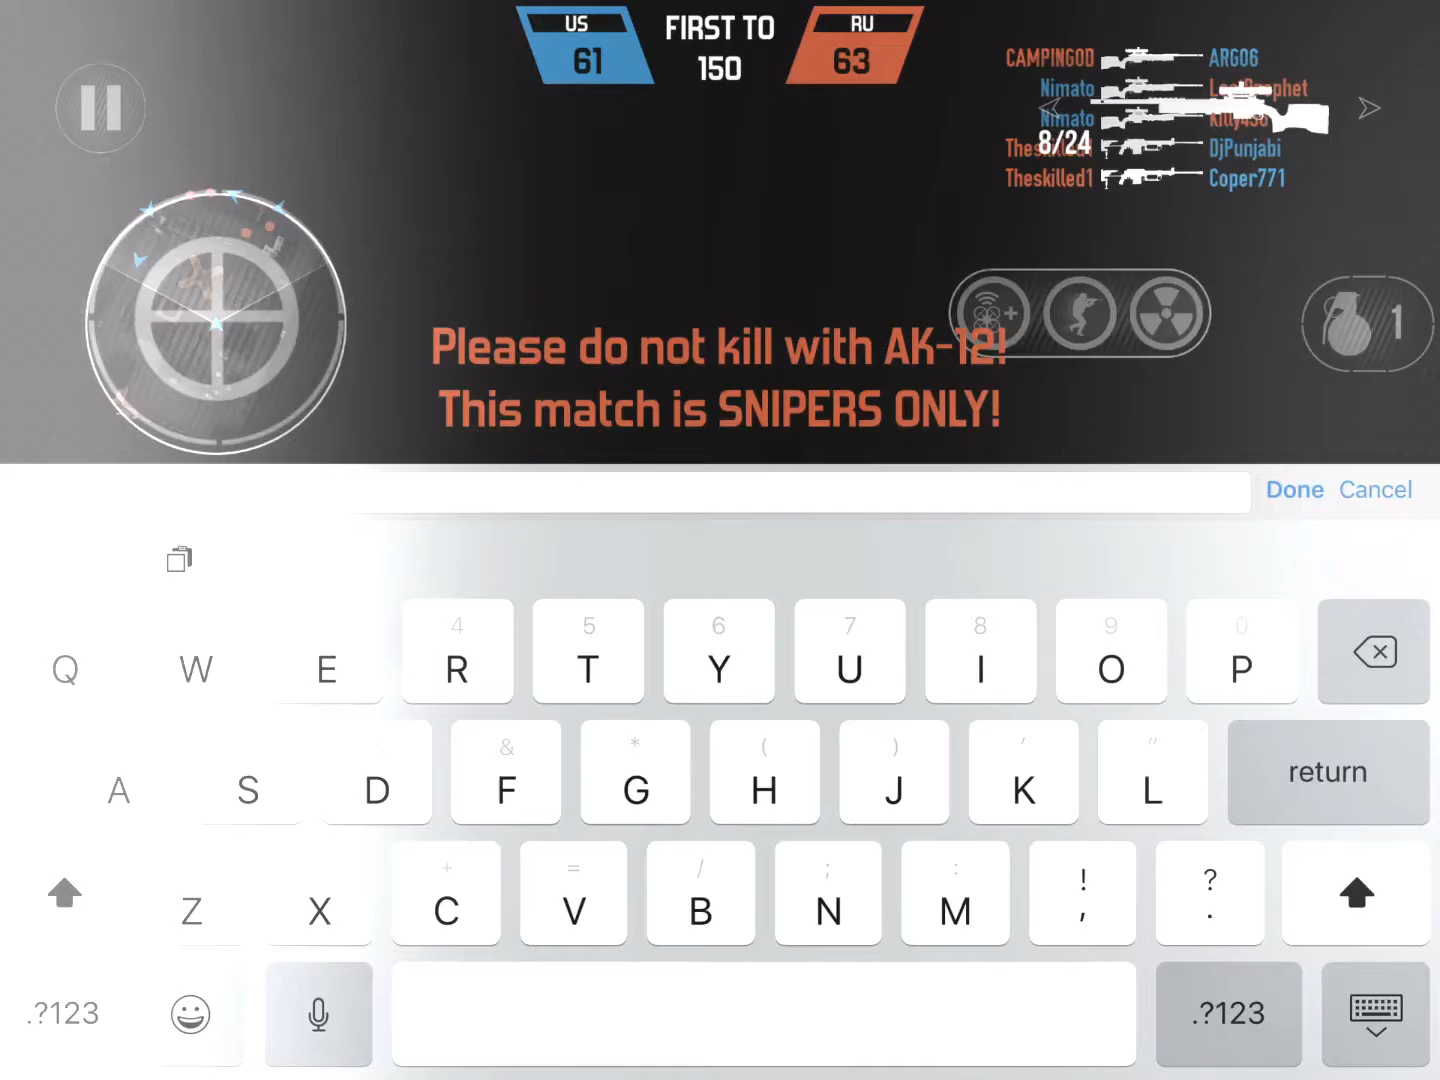 US
61
FIRST TO
150
RU
63
CAMPINGOD ARG06
Nimato
Nimato
8/24
DjPunjabi
Theskilled1 Coper771
1
Please do not kill with AK-12!
This match is SNIPERS ONLY!
Done Cancel
4 5 6 7 8 9 0
Q W E R T Y U I O P
& * ( ) ' "
A S D F G H J K L return
+ = / ; : ! ?
Z X C V B N M , .
.?123 .?123